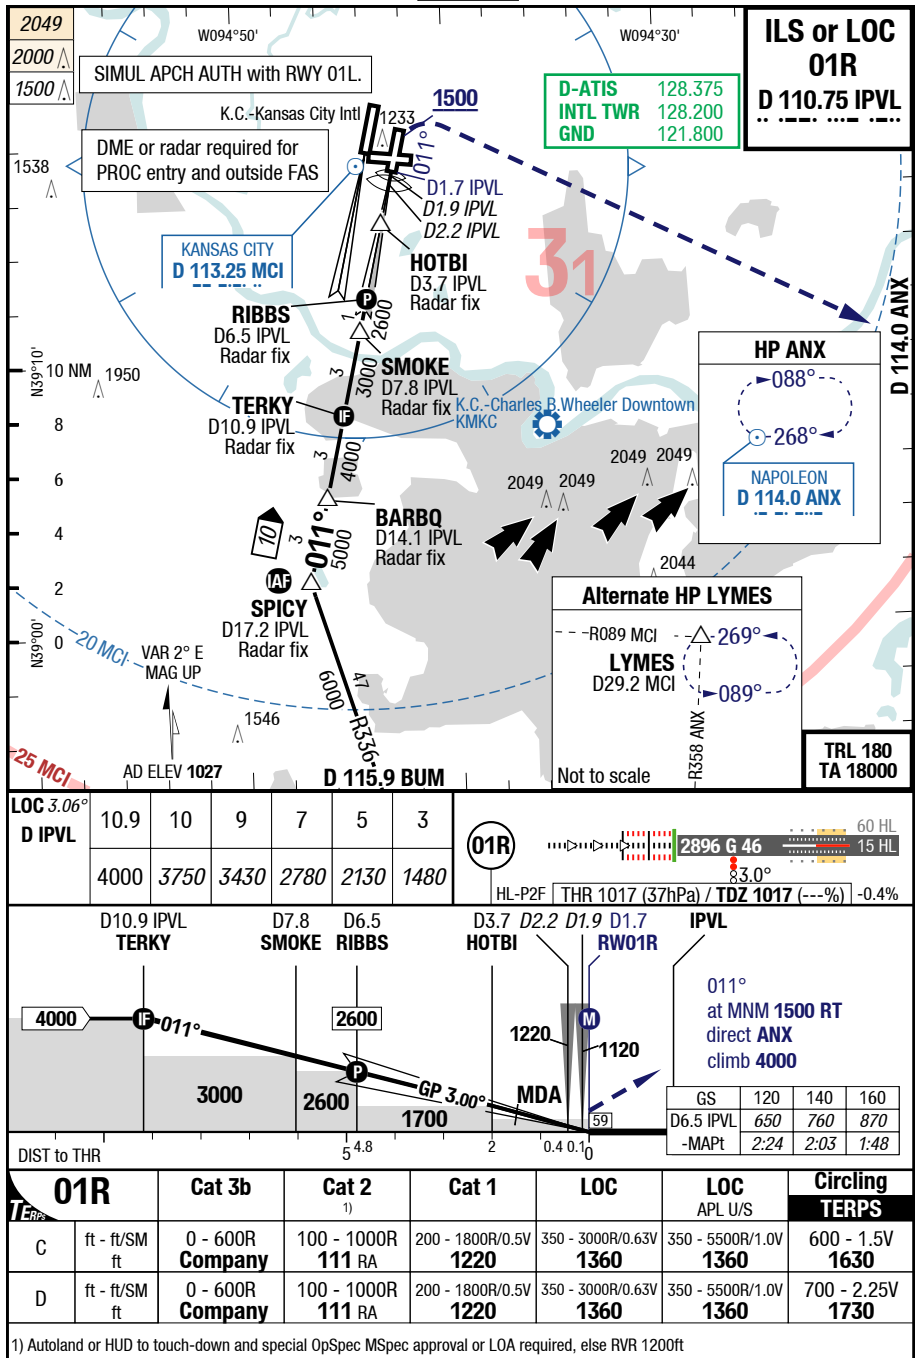 2049
2000
1500
W094°50'
W094°30'
ILS or LOC
01R
D 110.75 IPVL
SIMUL APCH AUTH with RWY 01L.
D-ATIS 128.375
INTL TWR 128.200
GND 121.800
K.C.-Kansas City Intl
1233
1500
DME or radar required for
PROC entry and outside FAS
1538
011°
D1.7 IPVL
D1.9 IPVL
D2.2 IPVL
KANSAS CITY
D 113.25 MCI
HOTBI
D3.7 IPVL
Radar fix
31
D 114.0 ANX
RIBBS
D6.5 IPVL
Radar fix
1
2600
HP ANX
088°
268°
NAPOLEON
D 114.0 ANX
N39°10'
10 NM
1950
3
3000
SMOKE
D7.8 IPVL
Radar fix
K.C.-Charles B.Wheeler Downtown
KMKC
TERKY
D10.9 IPVL
Radar fix
IF
8
3
4000
6
2049
2049
2049
2049
BARBQ
D14.1 IPVL
Radar fix
4
10
3
011°
5000
2044
2
IAF
SPICY
D17.2 IPVL
Radar fix
Alternate HP LYMES
R089 MCI
269°
LYMES
D29.2 MCI
089°
R358 ANX
Not to scale
N39°00'
0
20 MCI
VAR 2° E
MAG UP
47
6000
R336
1546
25 MCI
AD ELEV 1027
D 115.9 BUM
TRL 180
TA 18000
LOC 3.06°
D IPVL
10.9 10 9 7 5 3
4000 3750 3430 2780 2130 1480
01R
2896 G 46
60 HL
15 HL
3.0°
HL-P2F
THR 1017 (37hPa) / TDZ 1017 (---%)
-0.4%
D10.9 IPVL
TERKY
D7.8
SMOKE
D6.5
RIBBS
D3.7
HOTBI
D2.2
D1.9
D1.7
RW01R
IPVL
4000
IF
011°
2600
P
GP 3.00°
MDA
1220
1120
M
3000
2600
1700
59
011°
at MNM 1500 RT
direct ANX
climb 4000
GS 120 140 160
D6.5 IPVL 650 760 870
-MAPt 2:24 2:03 1:48
DIST to THR
5 4.8 2 0.4 0.1 0
TERPS
01R
Cat 3b
Cat 2
1)
Cat 1
LOC
LOC
APL U/S
Circling
TERPS
C
ft - ft/SM 0 - 600R 100 - 1000R 200 - 1800R/0.5V 350 - 3000R/0.63V 350 - 5500R/1.0V 600 - 1.5V
ft Company 111 RA 1220 1360 1360 1630
D
ft - ft/SM 0 - 600R 100 - 1000R 200 - 1800R/0.5V 350 - 3000R/0.63V 350 - 5500R/1.0V 700 - 2.25V
ft Company 111 RA 1220 1360 1360 1730
1) Autoland or HUD to touch-down and special OpSpec MSpec approval or LOA required, else RVR 1200ft